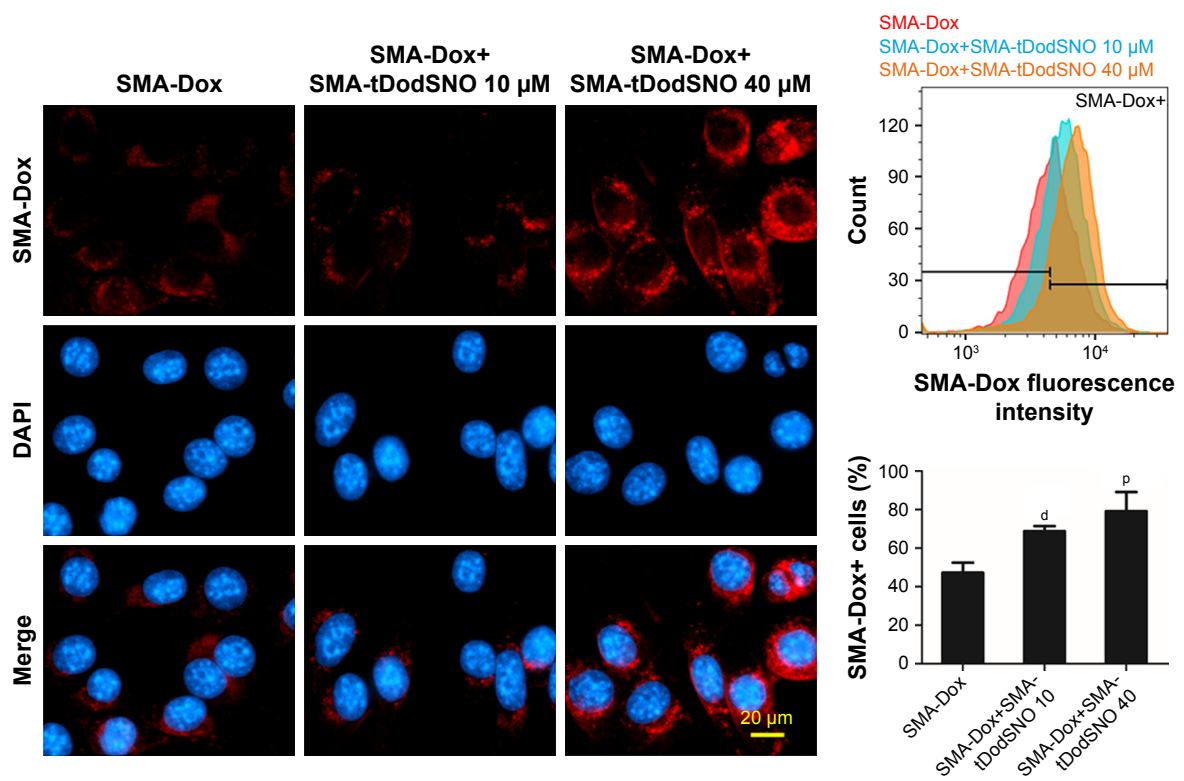 SMA-Dox
SMA-Dox+
SMA-tDodSNO 10 µM
SMA-Dox+
SMA-tDodSNO 40 µM
SMA-Dox
DAPI
Merge
20 µm
SMA-Dox
SMA-Dox+SMA-tDodSNO 10 µM
SMA-Dox+SMA-tDodSNO 40 µM
SMA-Dox+
Count
120
90
60
30
0
10³
10⁴
SMA-Dox fluorescence
intensity
SMA-Dox+ cells (%)
100
80
60
40
20
0
d
p
SMA-Dox
SMA-Dox+SMA-
tDodSNO 10
SMA-Dox+SMA-
tDodSNO 40